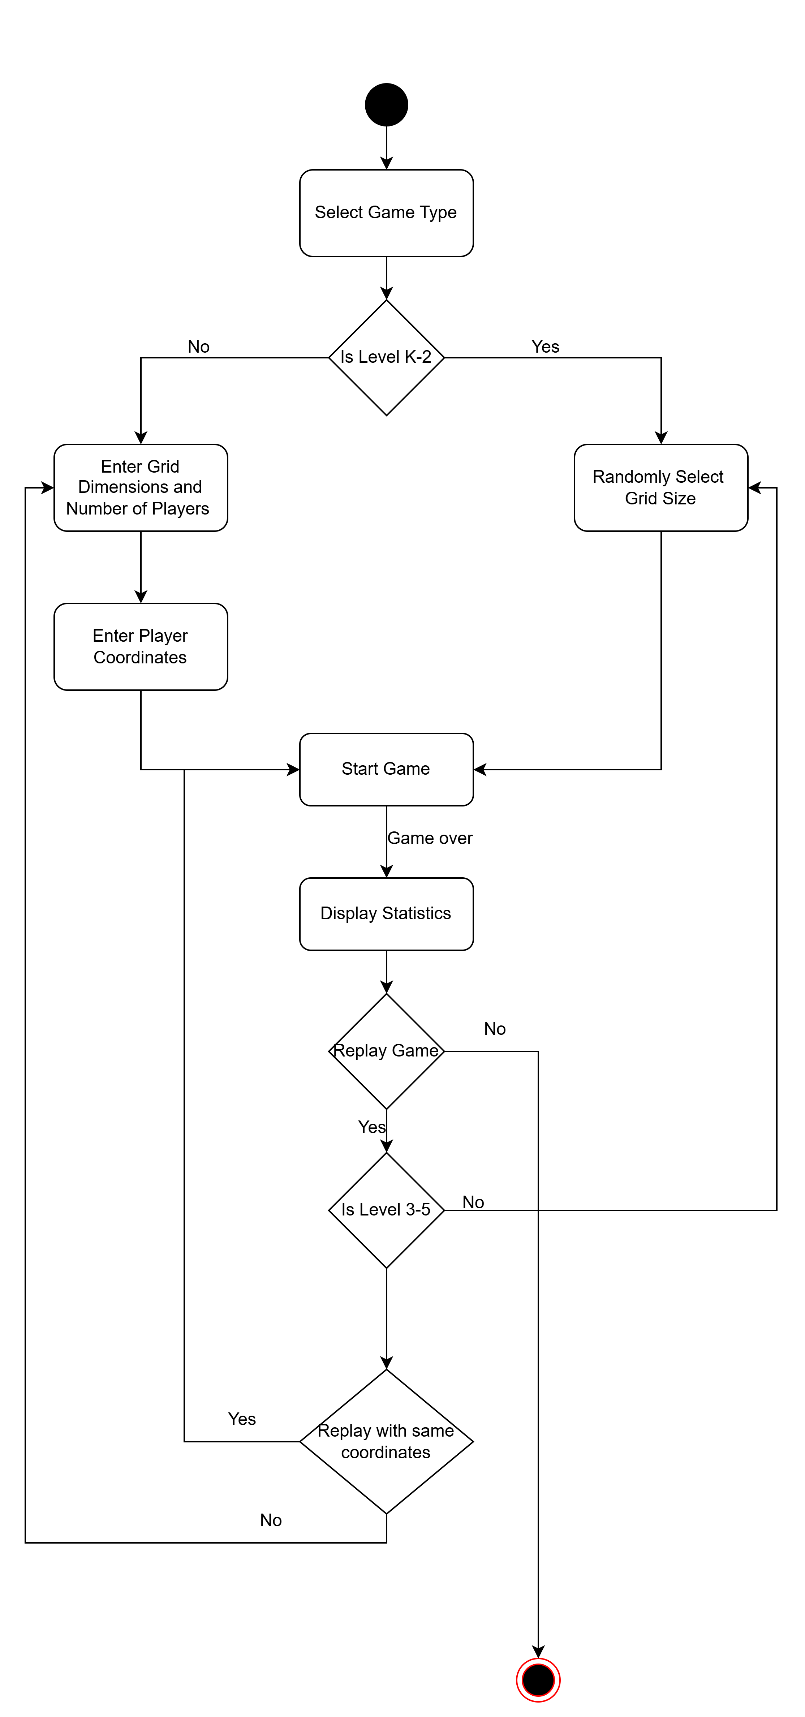 Select Game Type
Is Level K-2
No
Yes
Enter Grid
Dimensions and
Number of Players
Randomly Select
Grid Size
Enter Player
Coordinates
Start Game
Game over
Display Statistics
Replay Game
No
Yes
Is Level 3-5
No
Replay with same
coordinates
Yes
No